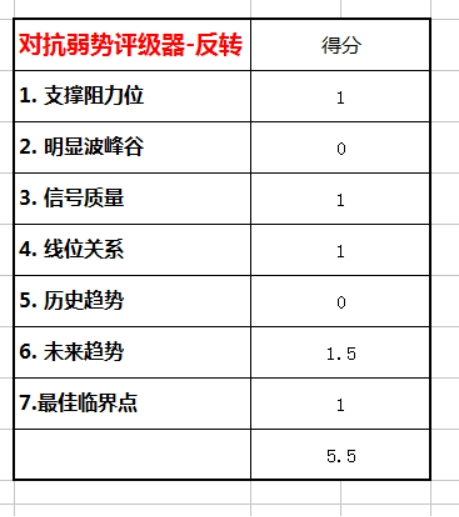 对抗弱势评级器-反转 得分
1. 支撑阻力位 1
2. 明显波峰谷 0
3. 信号质量 1
4. 线位关系 1
5. 历史趋势 0
6. 未来趋势 1.5
7.最佳临界点 1
5.5